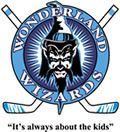 WONDERLAND
WIZARDS
"It's always about the kids"